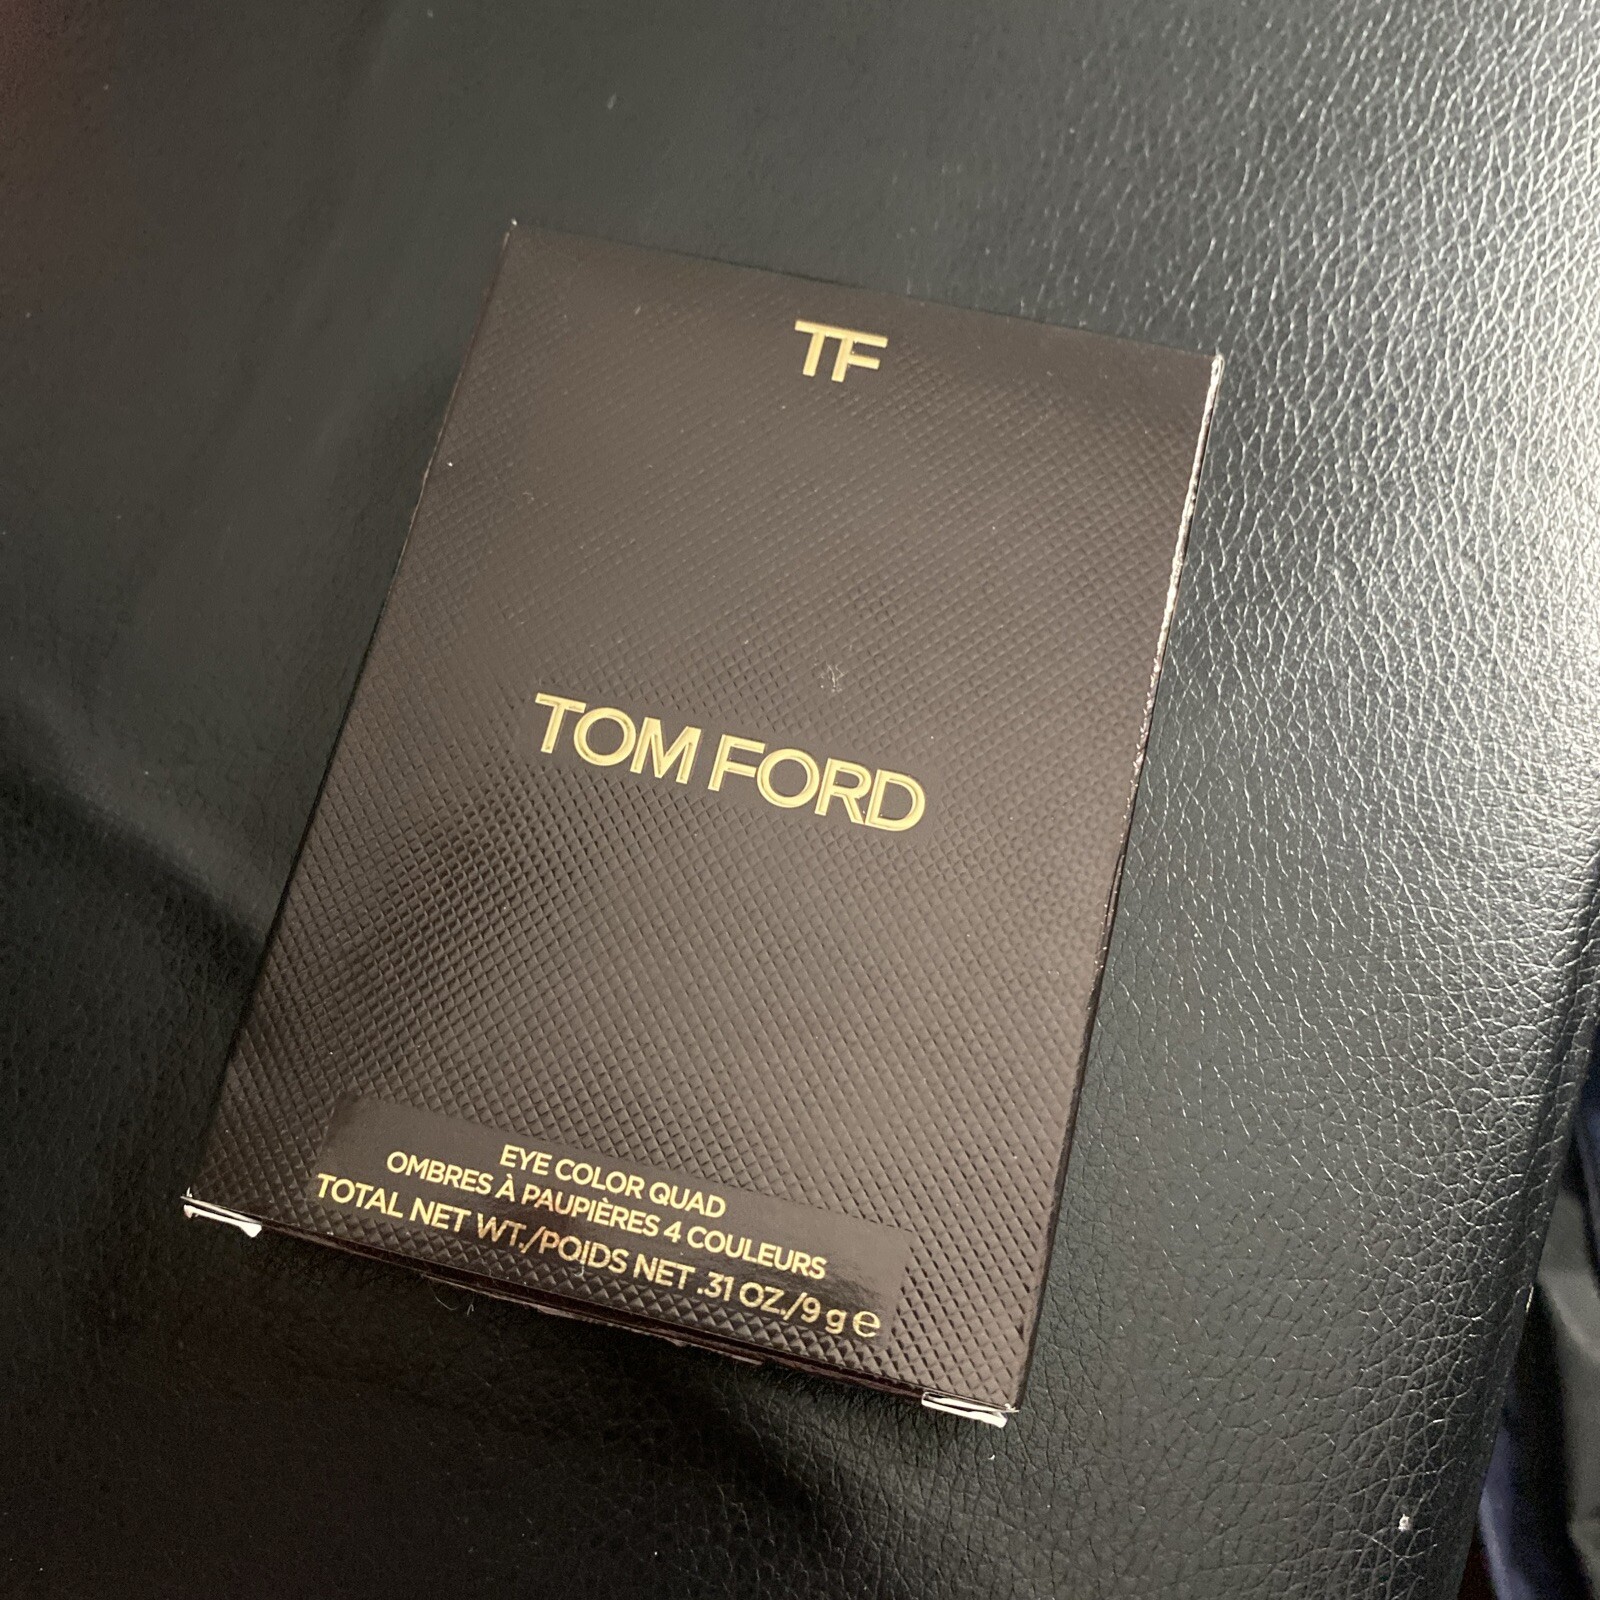 TF
TOM FORD
EYE COLOR QUAD
OMBRES À PAUPIÈRES 4 COULEURS
TOTAL NET WT./POIDS NET .31 OZ./9 g ℮